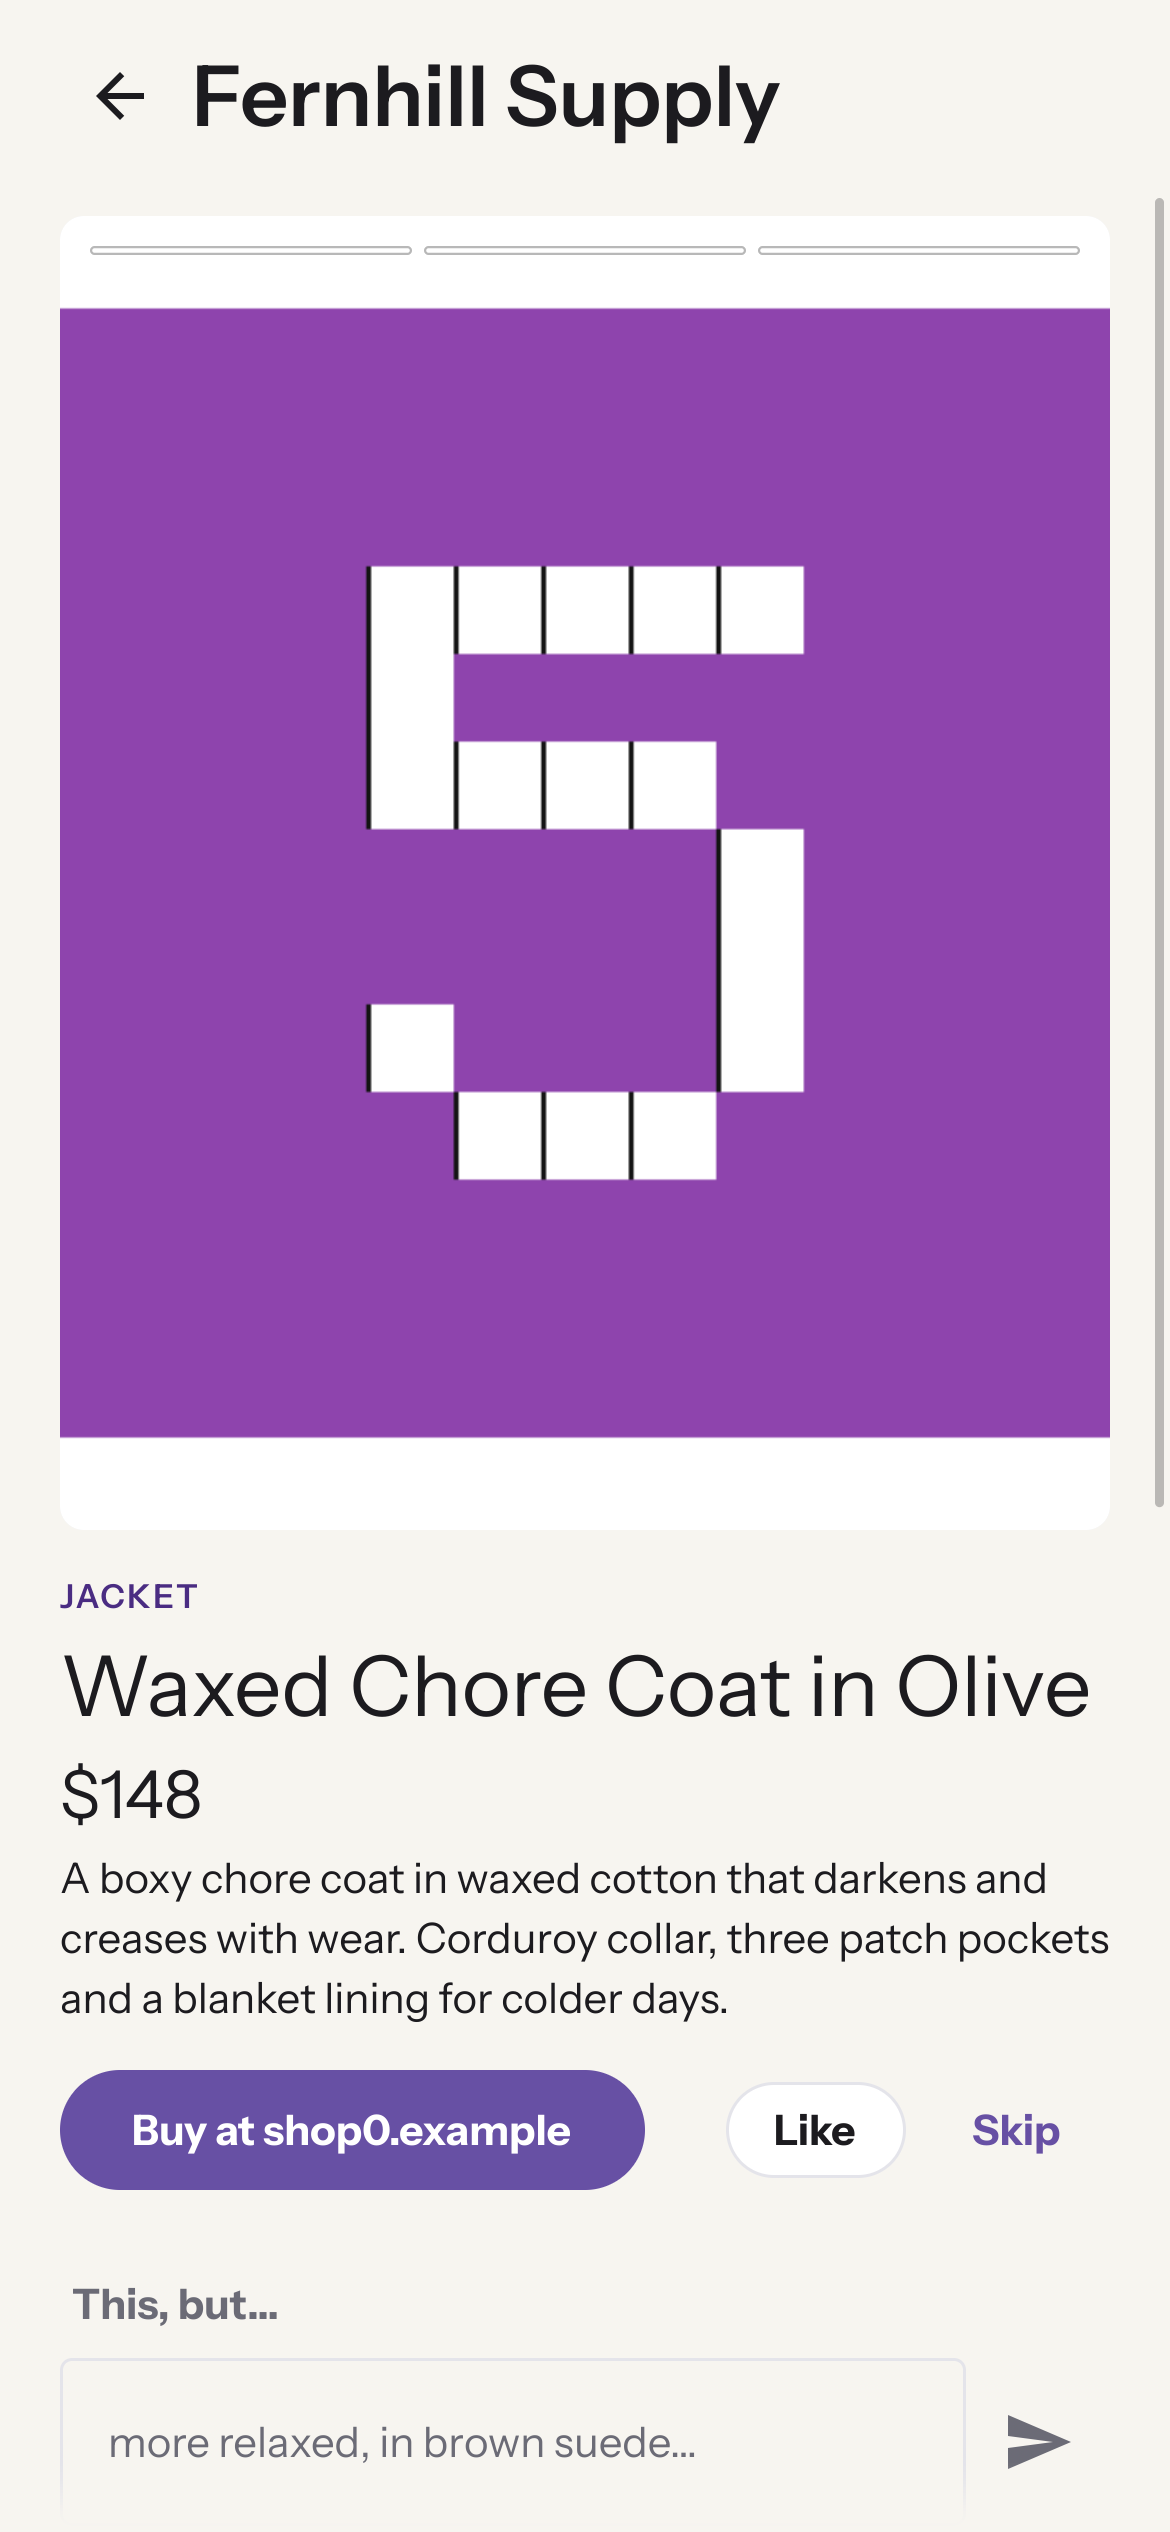 Fernhill Supply
5
JACKET
Waxed Chore Coat in Olive
$148
A boxy chore coat in waxed cotton that darkens and
creases with wear. Corduroy collar, three patch pockets
and a blanket lining for colder days.
Buy at shop0.example
Like
Skip
This, but...
more relaxed, in brown suede...